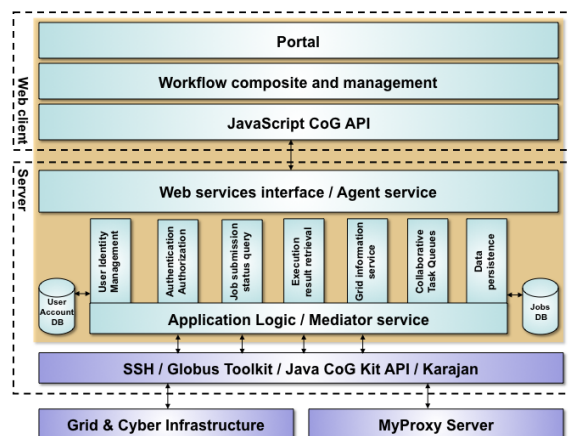 Portal
Workflow composite and management
JavaScript CoG API
Web client
Server
Web services interface / Agent service
User Identity
Management
Authentication
Authorization
Job submission
status query
Execution
result retrieval
Grid information
service
Collaborative
Task Queues
Data
persistence
User
Account
DB
Jobs
DB
Application Logic / Mediator service
SSH / Globus Toolkit / Java CoG Kit API / Karajan
Grid & Cyber Infrastructure
MyProxy Server